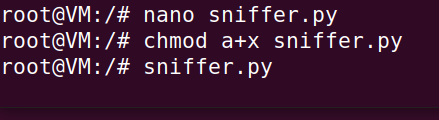 root@VM:/# nano sniffer.py
root@VM:/# chmod a+x sniffer.py
root@VM:/# sniffer.py